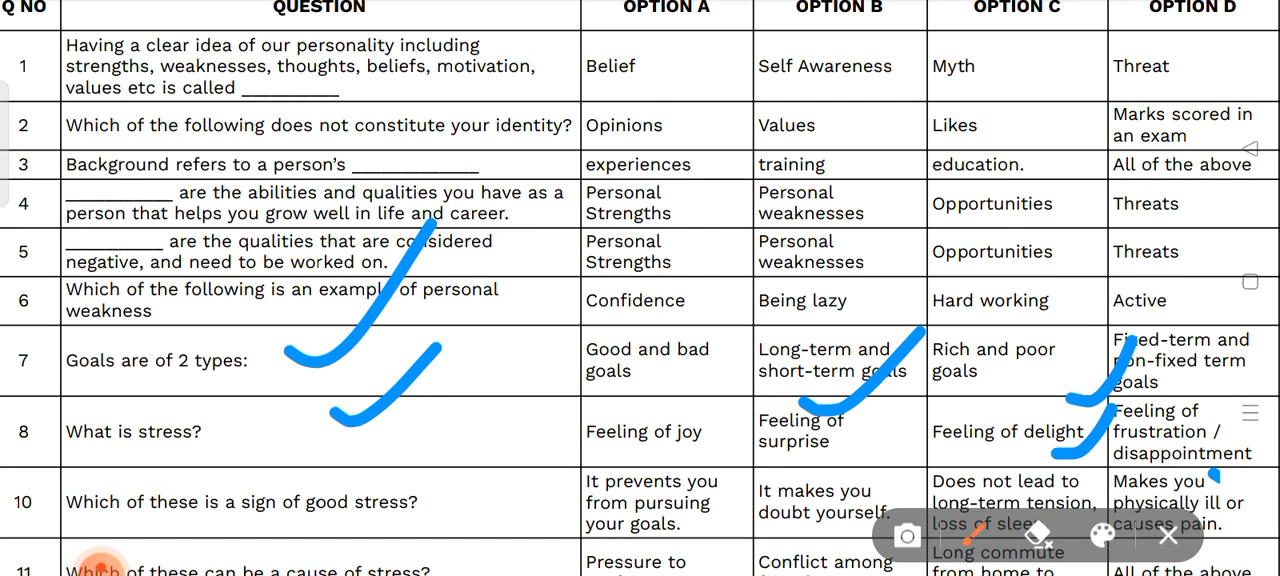 Q NO QUESTION OPTION A OPTION B OPTION C OPTION D
Having a clear idea of our personality including
strengths, weaknesses, thoughts, beliefs, motivation,
values etc is called __________
1 Belief Self Awareness Myth Threat
2 Which of the following does not constitute your identity? Opinions Values Likes
Marks scored in
an exam
3 Background refers to a person’s _____________ experiences training education. All of the above
4
___________ are the abilities and qualities you have as a
person that helps you grow well in life and career.
Personal
Strengths
Personal
weaknesses
Opportunities
Threats
5
__________ are the qualities that are considered
negative, and need to be worked on.
Personal
Strengths
Personal
weaknesses
Opportunities
Threats
6
Which of the following is an example of personal
weakness
Confidence
Being lazy
Hard working
Active
7
Goals are of 2 types:
Good and bad
goals
Long-term and
short-term goals
Rich and poor
goals
Fixed-term and
non-fixed term
goals
8
What is stress?
Feeling of joy
Feeling of
surprise
Feeling of delight
Feeling of
frustration /
disappointment
10
Which of these is a sign of good stress?
It prevents you
from pursuing
your goals.
It makes you
doubt yourself.
Does not lead to
long-term tension,
loss of sleep
Makes you
physically ill or
causes pain.
11
Which of these can be a cause of stress?
Pressure to
Conflict among
Long commute
from home to
All of the above